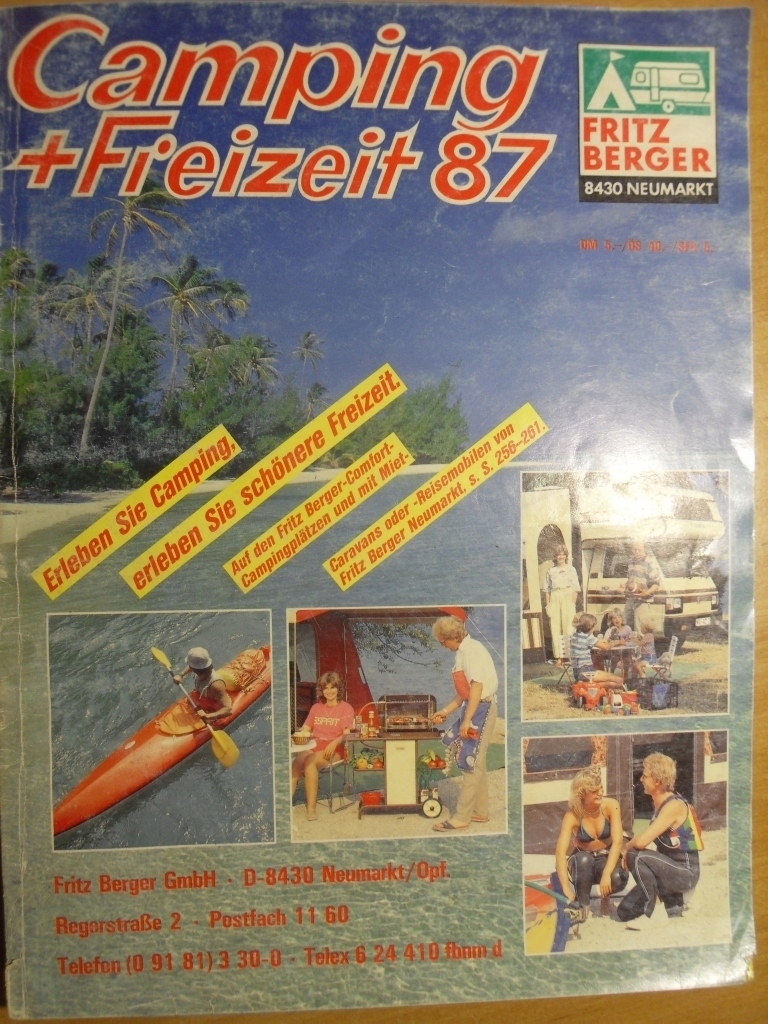 Camping
+Freizeit 87
FRITZ
BERGER
8430 NEUMARKT
Erleben Sie Camping,
erleben Sie schönere Freizeit.
Auf den Fritz Berger-Comfort-
Campingplätzen und mit Miet-
Caravans oder -Reisemobilen von
Fritz Berger Neumarkt, s. S. 256–261.
ESPRIT
Fritz Berger GmbH · D-8430 Neumarkt/Opf.
Regerstraße 2 · Postfach 11 60
Telefon (0 91 81) 3 30-0 · Telex 6 24 410 fbnm d